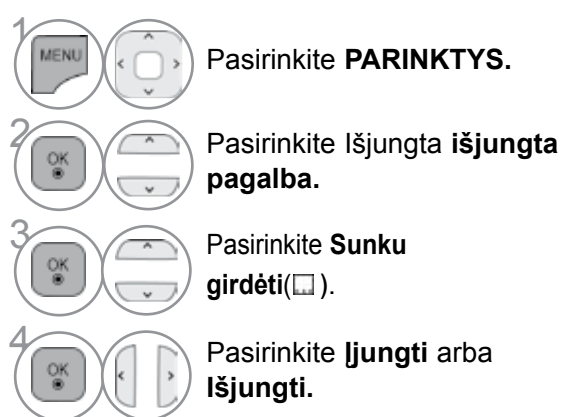 1
MENU
Pasirinkite PARINKTYS.
2
OK
Pasirinkite Išjungta išjungta
pagalba.
3
OK
Pasirinkite Sunku
girdėti( ).
4
OK
Pasirinkite Įjungti arba
Išjungti.